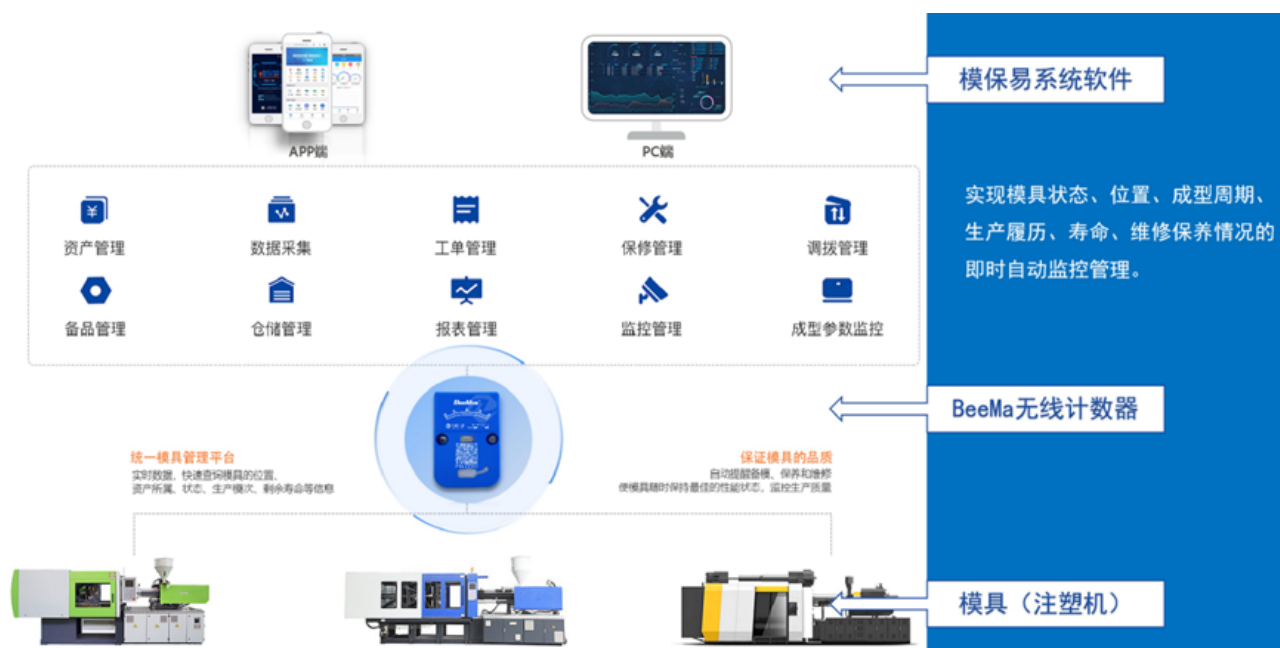 模保易系统软件
APP端
PC端
资产管理
数据采集
工单管理
保修管理
调拨管理
实现模具状态、位置、成型周期、
生产履历、寿命、维修保养情况的
即时自动监控管理。
备品管理
仓储管理
报表管理
监控管理
成型参数监控
BeeMa
BeeMa无线计数器
统一模具管理平台
实时数据，快速查询模具的位置、
资产所属、状态、生产模次、剩余寿命等信息
保证模具的品质
自动提醒备模、保养和维修
使模具随时保持最佳的性能状态，监控生产质量
模具（注塑机）